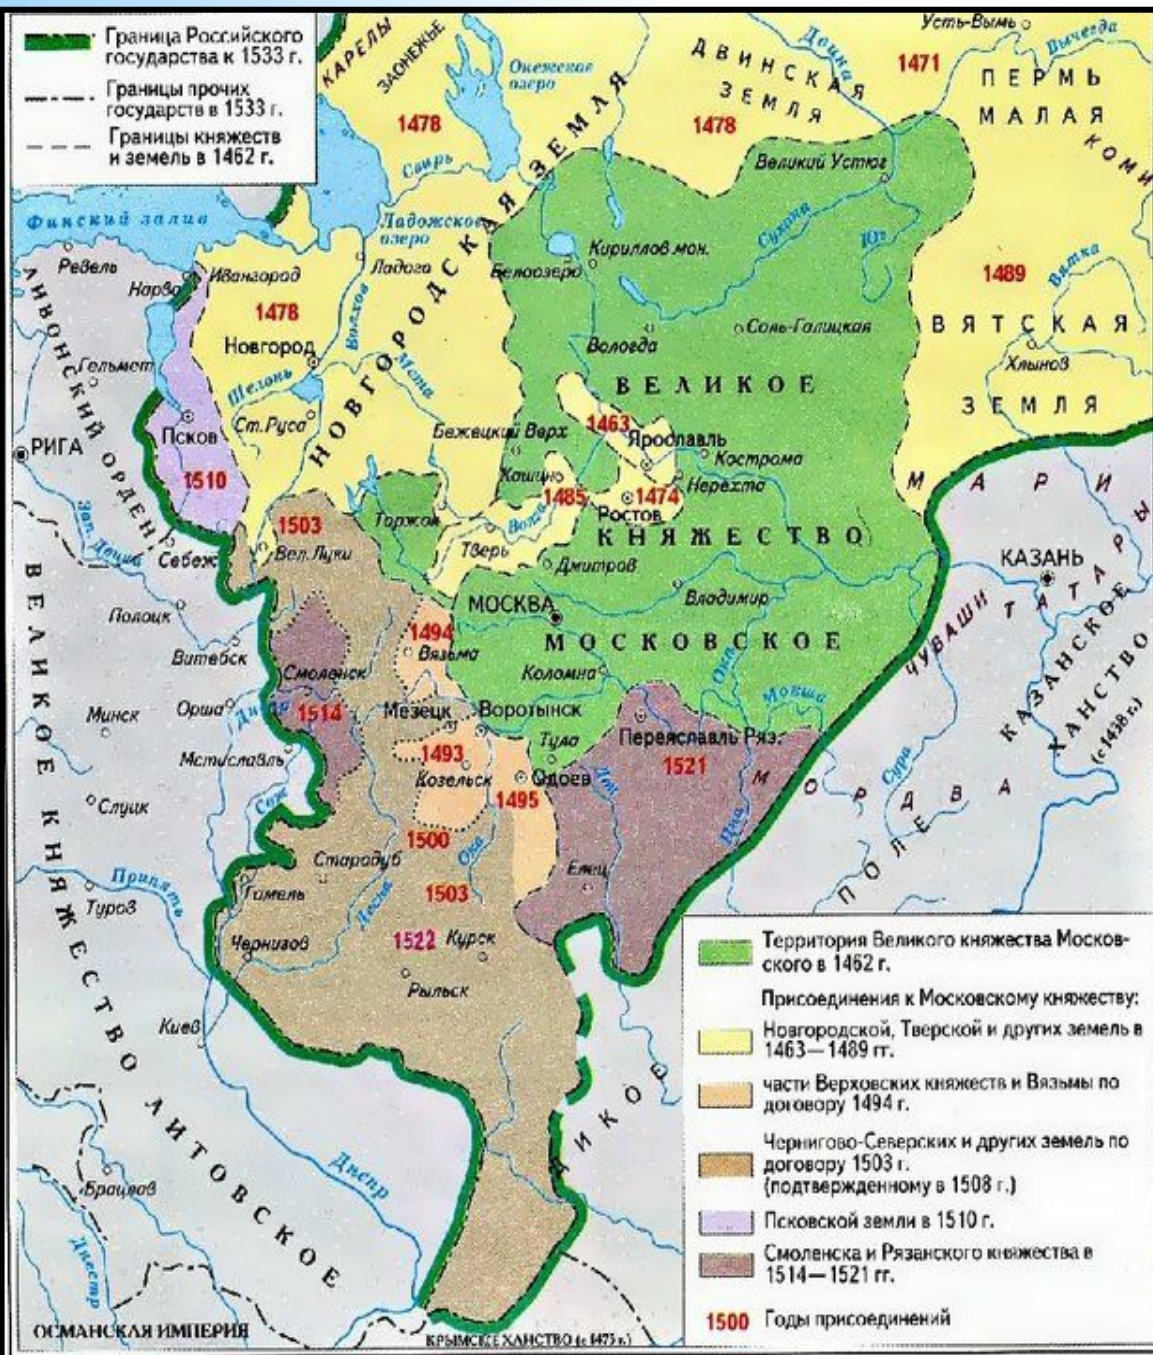 Граница Российского
государства к 1533 г.
Границы прочих
государств в 1533 г.
Границы княжеств
и земель в 1462 г.
КАРЕЛЫ
ЗАОНЕЖЬЕ
Онежское
озеро
1478
Свирь
ДВИНСКАЯ
ЗЕМЛЯ
1478
Двина
1471
Усть-Вымь
Вычегда
ПЕРМЬ
МАЛАЯ
КОМИ
Великий Устюг
Сухона
Юг
Финский залив
Ладожское
озеро
Ревель
Нарва
Ивангород
Ладога
1478
Волхов
НОВГОРОДСКАЯ ЗЕМЛЯ
Кириллов мон.
Белоозеро
1489
Вятка
ВЯТСКАЯ
ЗЕМЛЯ
Хлынов
ЛИВОНСКИЙ ОРДЕН
Гельмет
Новгород
Шелонь
Мста
Вологда
Соль-Галицкая
ВЕЛИКОЕ
КНЯЖЕСТВО
МОСКОВСКОЕ
Псков
Ст.Руса
РИГА
1510
Бежецкий Верх
1463
Ярославль
Кострома
Кашин
1485
1474
Нерехта
Ростов
Волга
Торжок
Тверь
Дмитров
МАРИ
Зап. Двина
Себеж
1503
Вел.Луки
КАЗАНЬ
МОСКВА
Владимир
Полоцк
Витебск
1494
Вязьма
Коломна
Ока
Мокша
ЧУВАШИ
ТАТАРЫ
КАЗАНСКОЕ
ХАНСТВО
(с 1438 г.)
Смоленск
Минск
Орша
Днепр
1514
Мезецк
Воротынск
Тула
Переяславль Ряз.
1521
Сура
Мстиславль
1493
Козельск
Одоев
Дон
МОРДВА
Слуцк
Сож
1495
Цна
1500
Ока
ПОЛЕ
Стародуб
Елец
Припять
Туров
Гомель
Десна
1503
Чернигов
1522
Курск
Рыльск
Киев
ДИКОЕ
ВЕЛИКОЕ КНЯЖЕСТВО ЛИТОВСКОЕ
Днепр
Брацлав
Днестр
ОСМАНСКАЯ ИМПЕРИЯ
КРЫМСКОЕ ХАНСТВО (с 1475 г.)
Территория Великого княжества Москов-
ского в 1462 г.
Присоединения к Московскому княжеству:
Новгородской, Тверской и других земель в
1463—1489 гг.
части Верховских княжеств и Вязьмы по
договору 1494 г.
Чернигово-Северских и других земель по
договору 1503 г.
(подтвержденному в 1508 г.)
Псковской земли в 1510 г.
Смоленска и Рязанского княжества в
1514—1521 гг.
1500 Годы присоединений